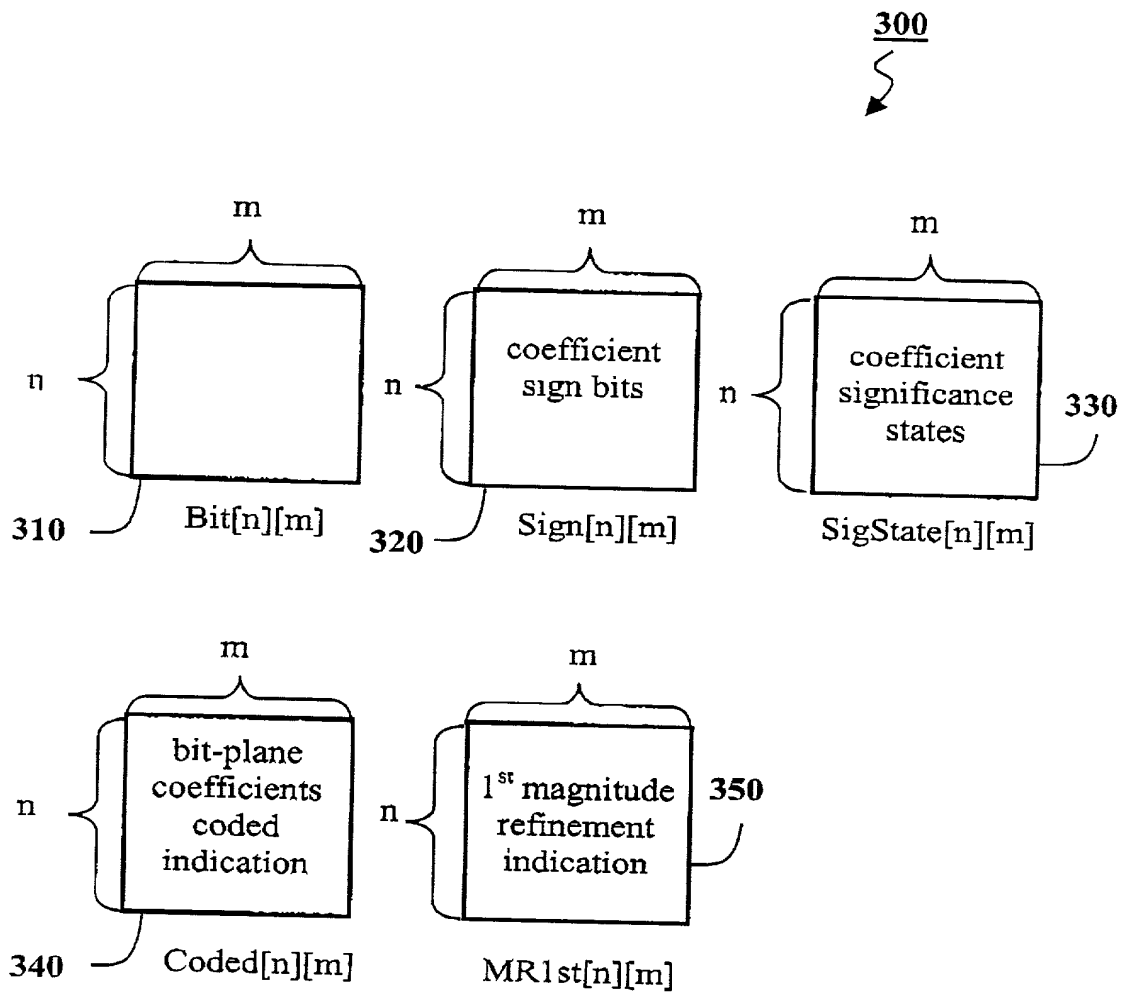 300
m
m
m
n
n
coefficient
sign bits
n
coefficient
significance
states
330
310
Bit[n][m]
320
Sign[n][m]
SigState[n][m]
m
m
n
bit-plane
coefficients
coded
indication
n
1st magnitude
refinement
indication
350
340
Coded[n][m]
MR1st[n][m]